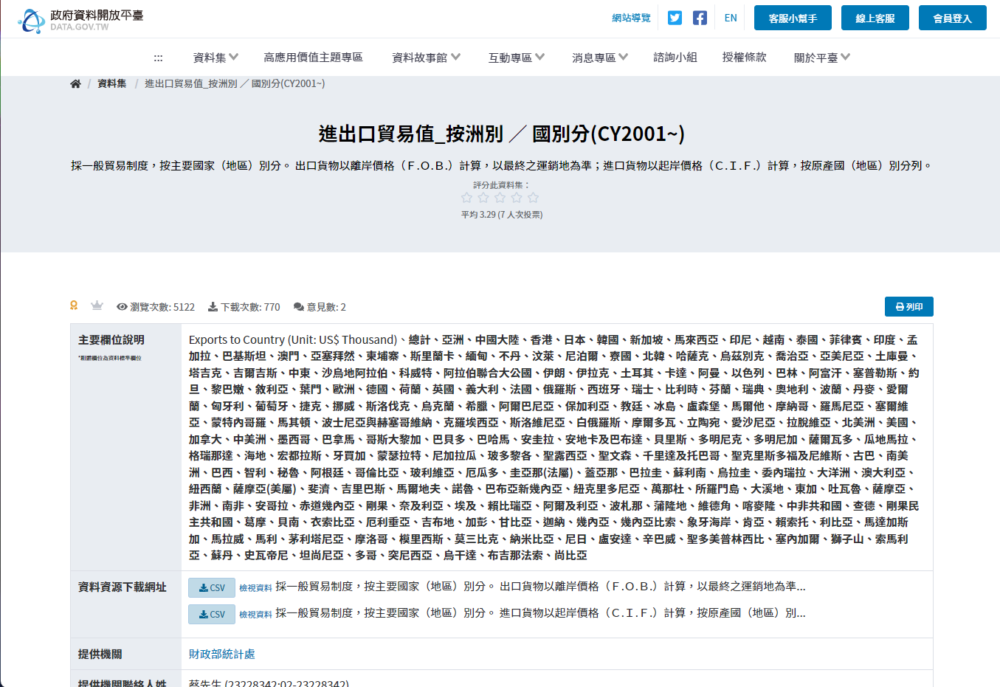 政府資料開放平臺
DATA.GOV.TW
網站導覽
EN
客服小幫手
線上客服
會員登入
:::
資料集
高應用價值主題專區
資料故事館
互動專區
消息專區
諮詢小組
授權條款
關於平臺
/ 資料集 / 進出口貿易值_按洲別 ／ 國別分(CY2001~)
進出口貿易值_按洲別 ／ 國別分(CY2001~)
採一般貿易制度，按主要國家（地區）別分。 出口貨物以離岸價格（Ｆ.Ｏ.Ｂ.）計算，以最終之運銷地為準；進口貨物以起岸價格（Ｃ.Ｉ.Ｆ.）計算，按原產國（地區）別分列。
評分此資料集：
平均 3.29 (7 人次投票)
瀏覽次數: 5122
下載次數: 770
意見數: 2
列印
主要欄位說明
*粗體欄位為資料標準欄位
Exports to Country (Unit: US$ Thousand)、總計、亞洲、中國大陸、香港、日本、韓國、新加坡、馬來西亞、印尼、越南、泰國、菲律賓、印度、孟
加拉、巴基斯坦、澳門、亞塞拜然、柬埔寨、斯里蘭卡、緬甸、不丹、汶萊、尼泊爾、寮國、北韓、哈薩克、烏茲別克、喬治亞、亞美尼亞、土庫曼、
塔吉克、吉爾吉斯、中東、沙烏地阿拉伯、科威特、阿拉伯聯合大公國、伊朗、伊拉克、土耳其、卡達、阿曼、以色列、巴林、阿富汗、塞普勒斯、約
旦、黎巴嫩、敘利亞、葉門、歐洲、德國、荷蘭、英國、義大利、法國、俄羅斯、西班牙、瑞士、比利時、芬蘭、瑞典、奧地利、波蘭、丹麥、愛爾
蘭、匈牙利、葡萄牙、捷克、挪威、斯洛伐克、烏克蘭、希臘、阿爾巴尼亞、保加利亞、教廷、冰島、盧森堡、馬爾他、摩納哥、羅馬尼亞、塞爾維
亞、蒙特內哥羅、馬其頓、波士尼亞與赫塞哥維納、克羅埃西亞、斯洛維尼亞、白俄羅斯、摩爾多瓦、立陶宛、愛沙尼亞、拉脫維亞、北美洲、美國、
加拿大、中美洲、墨西哥、巴拿馬、哥斯大黎加、巴貝多、巴哈馬、安圭拉、安地卡及巴布達、貝里斯、多明尼克、多明尼加、薩爾瓦多、瓜地馬拉、
格瑞那達、海地、宏都拉斯、牙買加、蒙瑟拉特、尼加拉瓜、玻多黎各、聖露西亞、聖文森、千里達及托巴哥、聖克里斯多福及尼維斯、古巴、南美
洲、巴西、智利、秘魯、阿根廷、哥倫比亞、玻利維亞、厄瓜多、圭亞那(法屬)、蓋亞那、巴拉圭、蘇利南、烏拉圭、委內瑞拉、大洋洲、澳大利亞、
紐西蘭、薩摩亞(美屬)、斐濟、吉里巴斯、馬爾地夫、諾魯、巴布亞新幾內亞、紐克里多尼亞、萬那杜、所羅門島、大溪地、東加、吐瓦魯、薩摩亞、
非洲、南非、安哥拉、赤道幾內亞、剛果、奈及利亞、埃及、賴比瑞亞、阿爾及利亞、波札那、蒲隆地、維德角、喀麥隆、中非共和國、查德、剛果民
主共和國、葛摩、貝南、衣索比亞、厄利垂亞、吉布地、加彭、甘比亞、迦納、幾內亞、幾內亞比索、象牙海岸、肯亞、賴索托、利比亞、馬達加斯
加、馬拉威、馬利、茅利塔尼亞、摩洛哥、模里西斯、莫三比克、納米比亞、尼日、盧安達、辛巴威、聖多美普林西比、塞內加爾、獅子山、索馬利
亞、蘇丹、史瓦帝尼、坦尚尼亞、多哥、突尼西亞、烏干達、布吉那法索、尚比亞
資料資源下載網址
CSV 檢視資料 採一般貿易制度，按主要國家（地區）別分。 出口貨物以離岸價格（Ｆ.Ｏ.Ｂ.）計算，以最終之運銷地為準...
CSV 檢視資料 採一般貿易制度，按主要國家（地區）別分。 進口貨物以起岸價格（Ｃ.Ｉ.Ｆ.）計算，按原產國（地區）別...
提供機關
財政部統計處
提供機關聯絡人姓
蔡先生 (23228342;02-23228342)